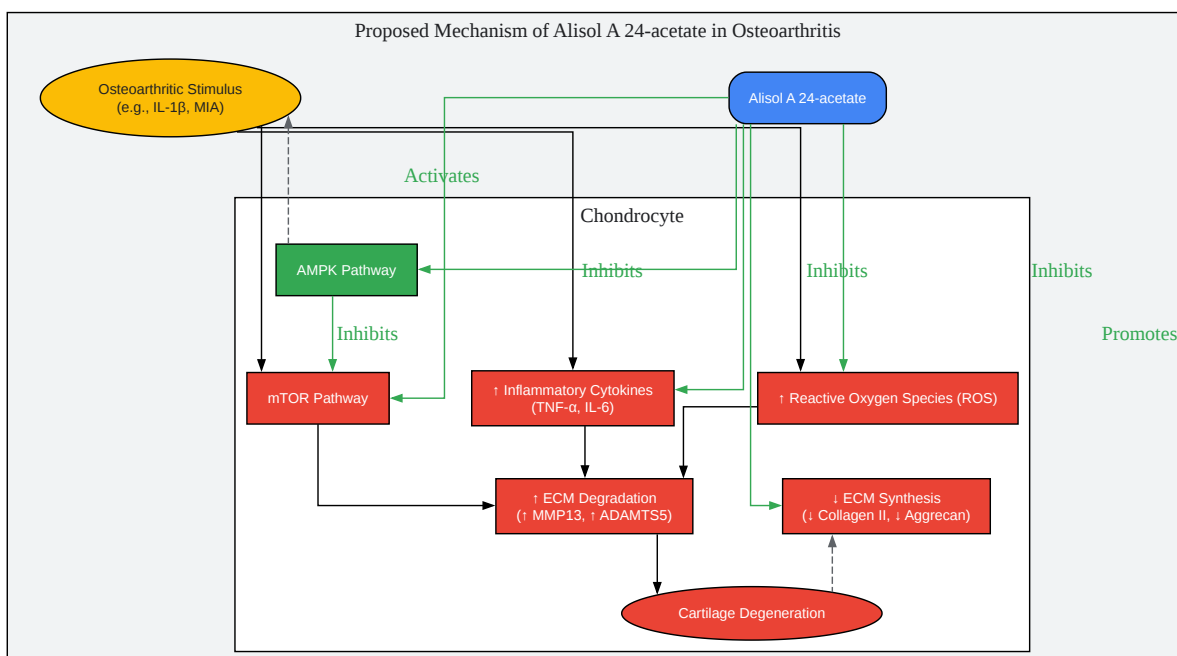 Proposed Mechanism of Alisol A 24-acetate in Osteoarthritis
Osteoarthritic Stimulus
(e.g., IL-1β, MIA)
Alisol A 24-acetate
Activates
Chondrocyte
AMPK Pathway
Inhibits
Inhibits
Inhibits
Inhibits
Promotes
mTOR Pathway
↑ Inflammatory Cytokines
(TNF-α, IL-6)
↑ Reactive Oxygen Species (ROS)
↑ ECM Degradation
(↑ MMP13, ↑ ADAMTS5)
↓ ECM Synthesis
(↓ Collagen II, ↓ Aggrecan)
Cartilage Degeneration